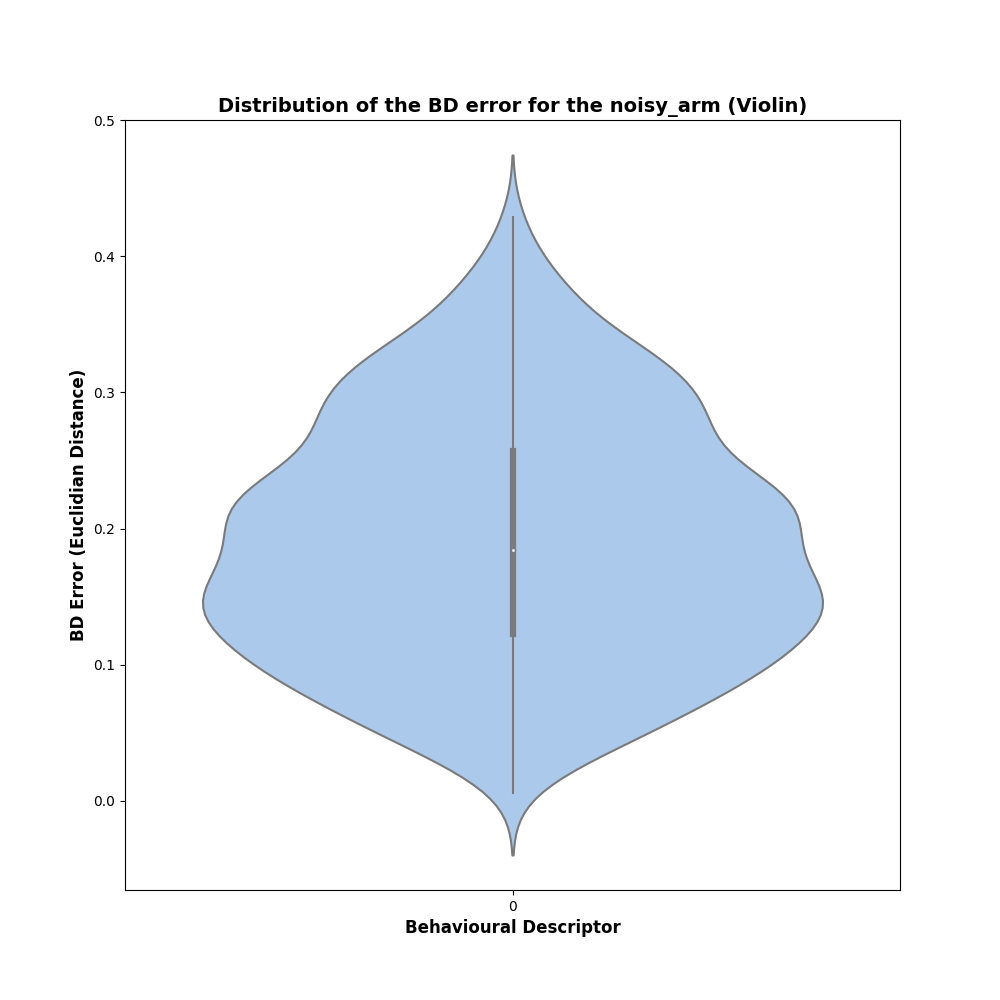 Distribution of the BD error for the noisy_arm (Violin)
0.5
0.4
0.3
0.2
0.1
0.0
BD Error (Euclidian Distance)
0
Behavioural Descriptor